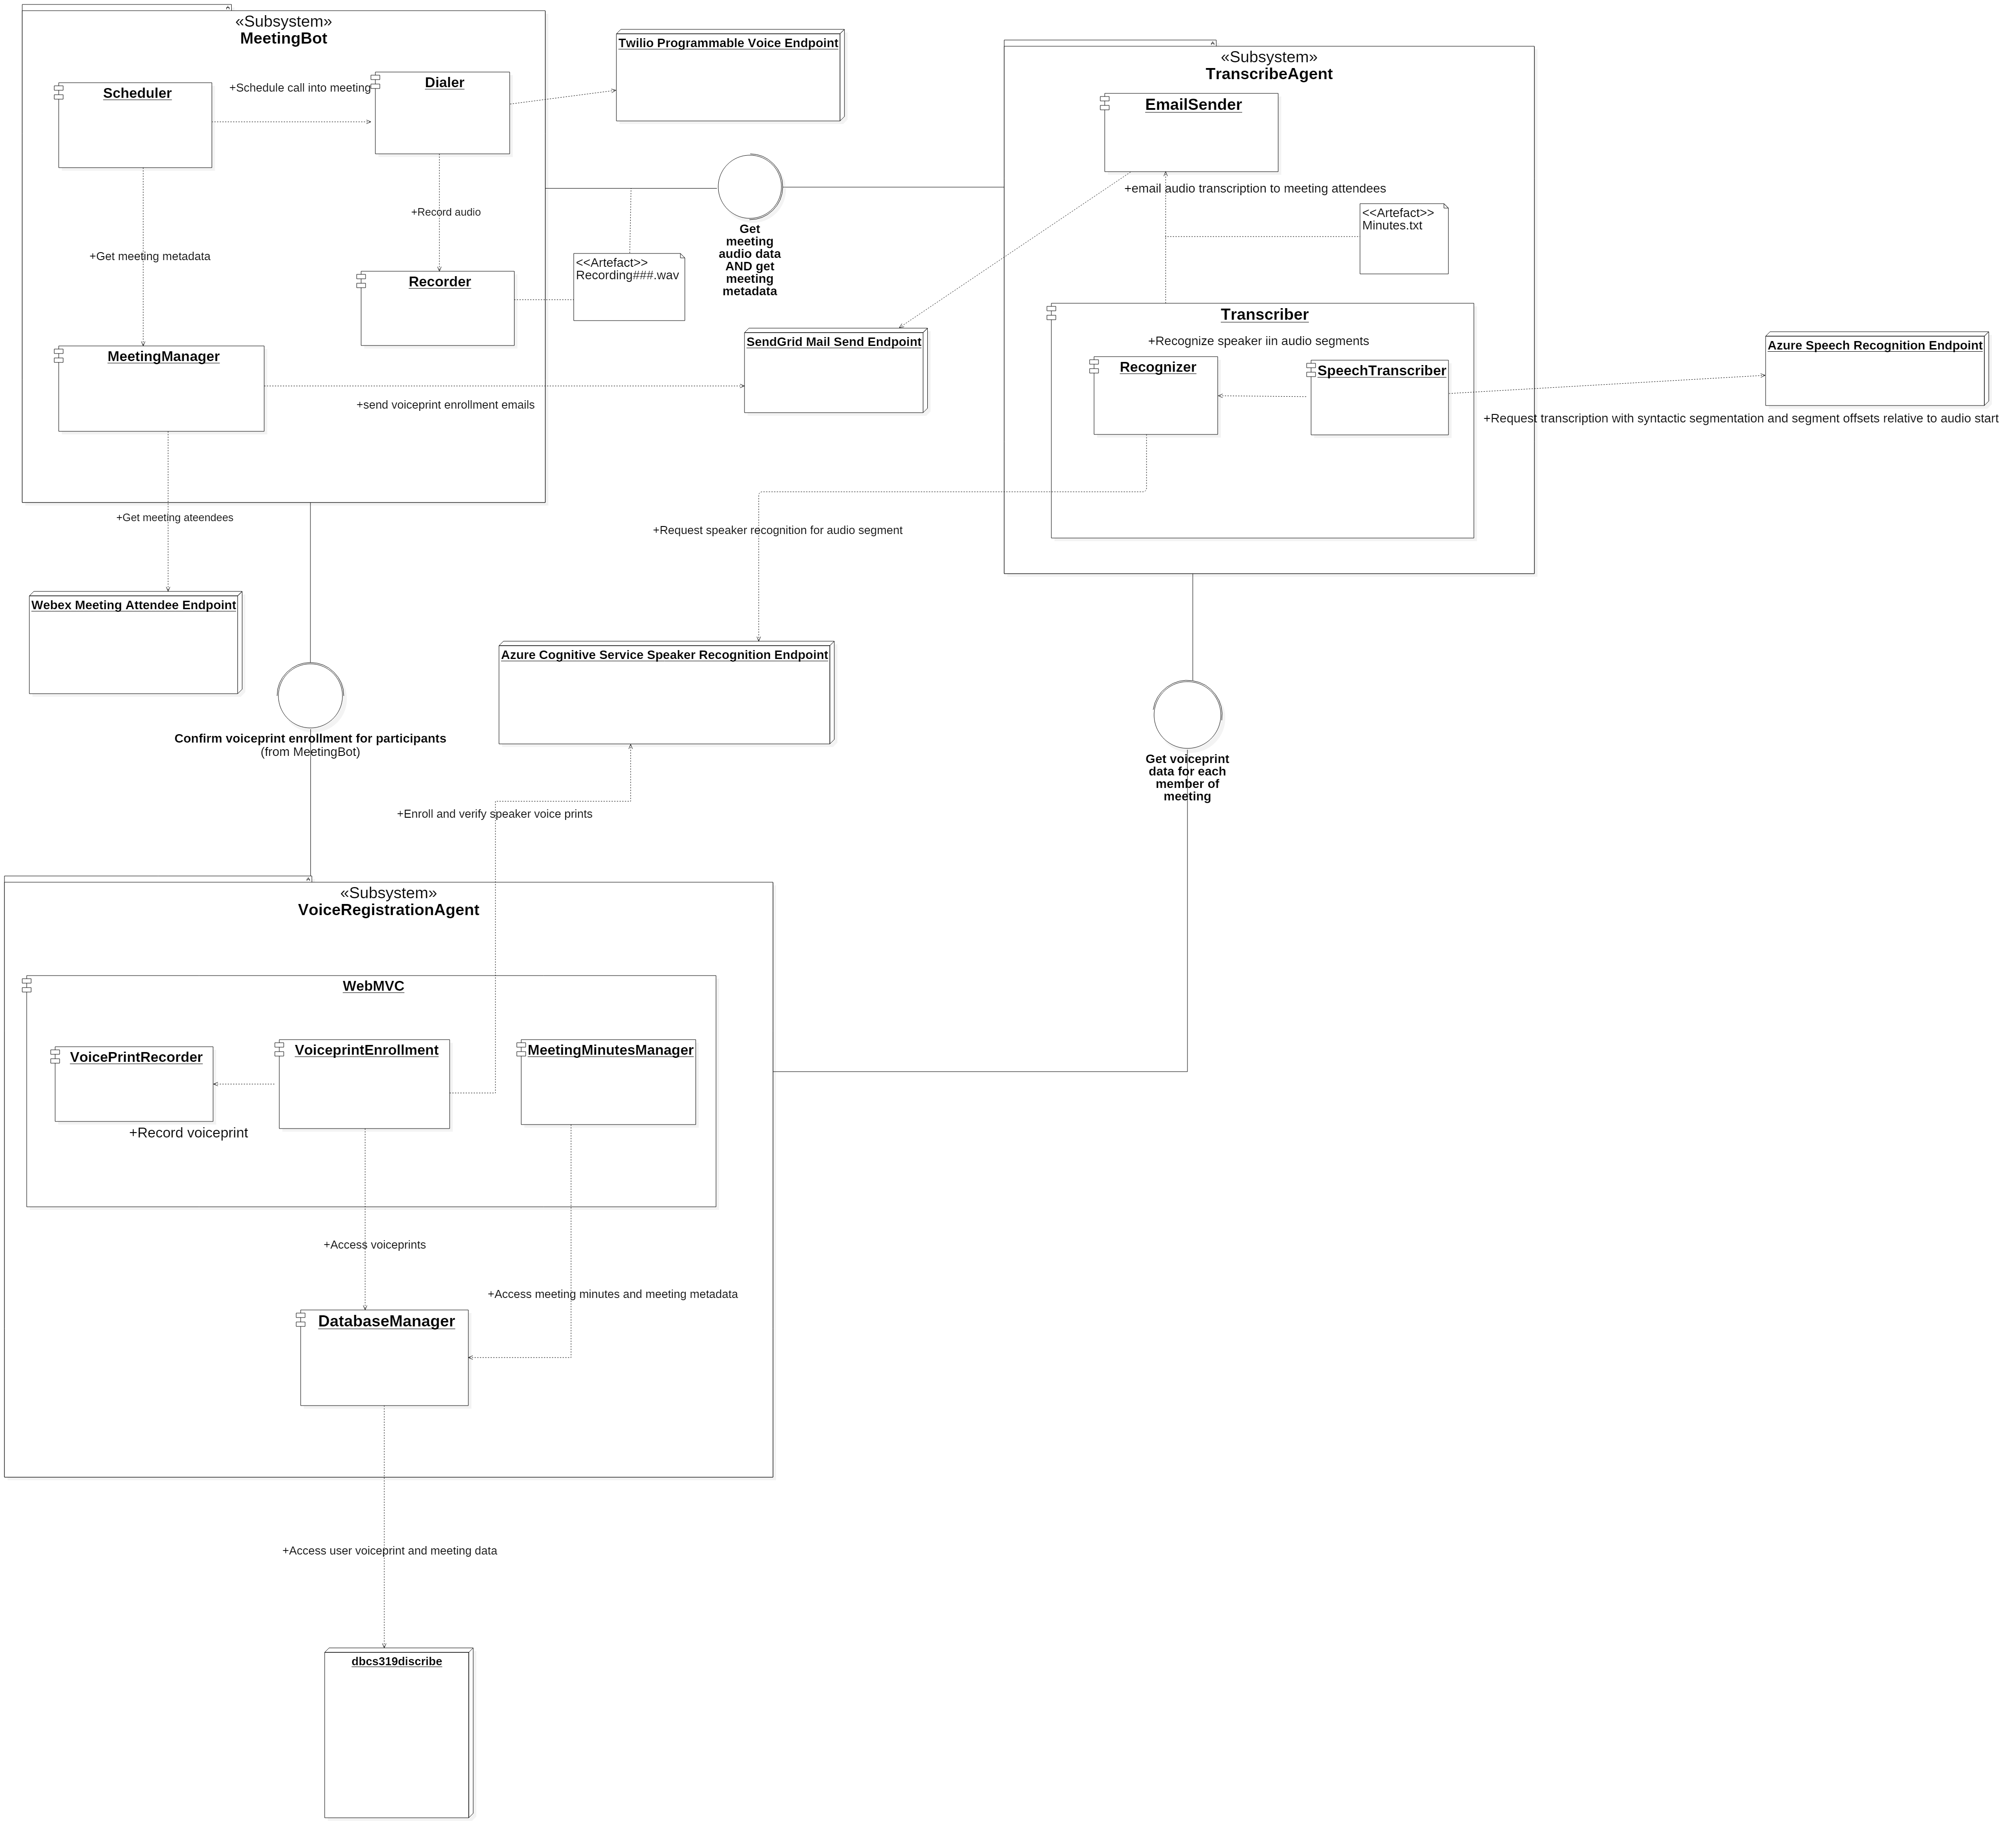 «Subsystem»
MeetingBot
Scheduler
+Schedule call into meeting
Dialer
+Record audio
+Get meeting metadata
Recorder
MeetingManager
+send voiceprint enrollment emails
+Get meeting ateendees
Twilio Programmable Voice Endpoint
Get
meeting
audio data
AND get
meeting
metadata
<<Artefact>>
Recording###.wav
SendGrid Mail Send Endpoint
«Subsystem»
TranscribeAgent
EmailSender
+email audio transcription to meeting attendees
<<Artefact>>
Minutes.txt
Transcriber
+Recognize speaker iin audio segments
Recognizer
SpeechTranscriber
Azure Speech Recognition Endpoint
+Request transcription with syntactic segmentation and segment offsets relative to audio start
+Request speaker recognition for audio segment
Webex Meeting Attendee Endpoint
Azure Cognitive Service Speaker Recognition Endpoint
Confirm voiceprint enrollment for participants
(from MeetingBot)
Get voiceprint
data for each
member of
meeting
+Enroll and verify speaker voice prints
«Subsystem»
VoiceRegistrationAgent
WebMVC
VoicePrintRecorder
VoiceprintEnrollment
MeetingMinutesManager
+Record voiceprint
+Access voiceprints
+Access meeting minutes and meeting metadata
DatabaseManager
+Access user voiceprint and meeting data
dbcs319discribe